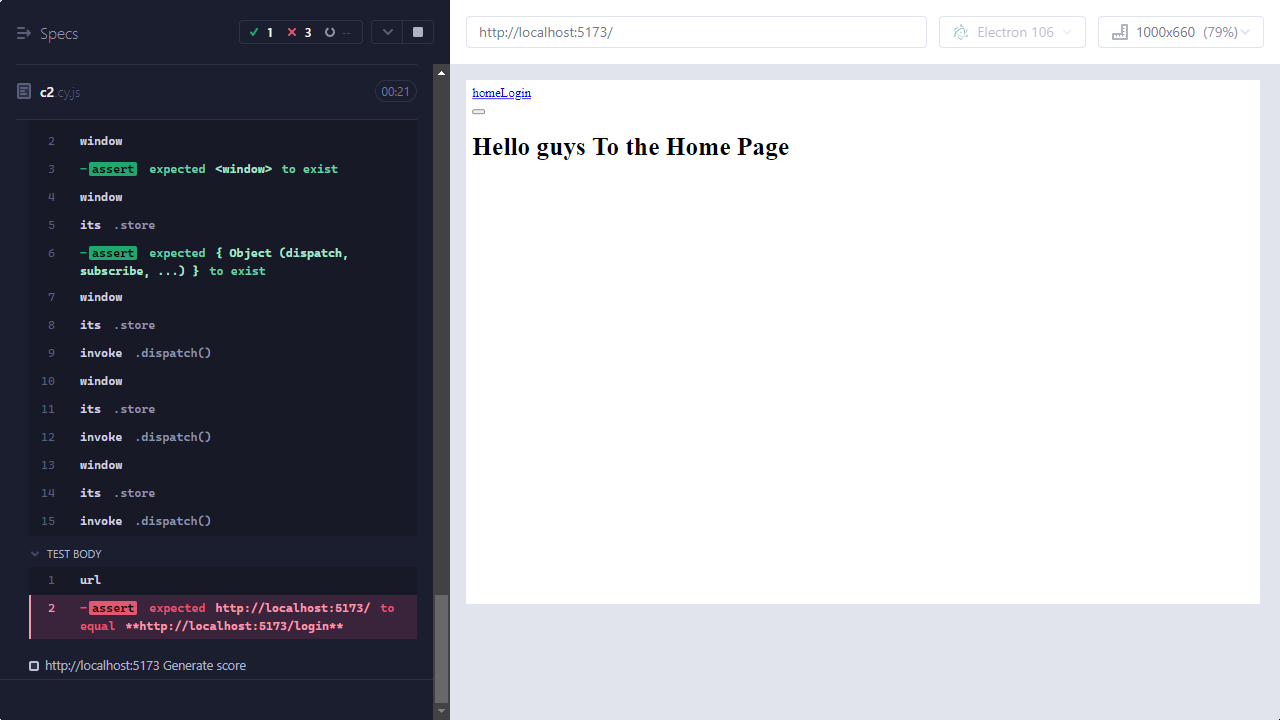 Specs
1 3 --
c2.cy.js 00:21
2 window
3 -assert expected <window> to exist
4 window
5 its .store
6 -assert expected { Object (dispatch,
subscribe, ...) } to exist
7 window
8 its .store
9 invoke .dispatch()
10 window
11 its .store
12 invoke .dispatch()
13 window
14 its .store
15 invoke .dispatch()
TEST BODY
1 url
2 -assert expected http://localhost:5173/ to
equal **http://localhost:5173/login**
http://localhost:5173 Generate score
http://localhost:5173/ Electron 106 1000x660 (79%)
homeLogin
Hello guys To the Home Page